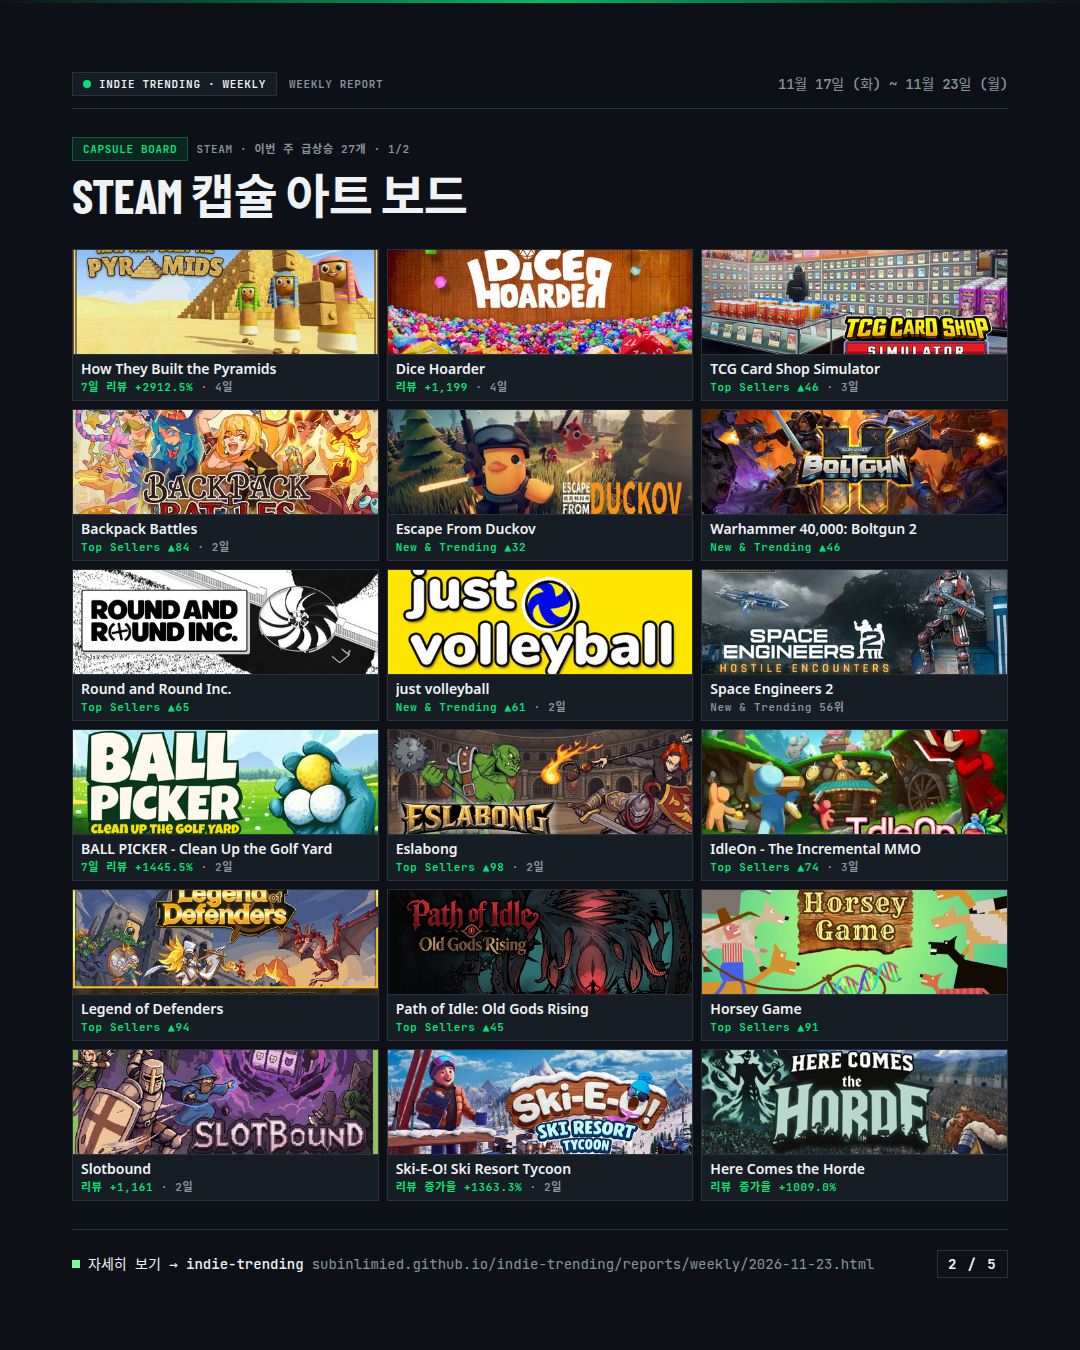 INDIE TRENDING · WEEKLY WEEKLY REPORT 11월 17일 (화) ~ 11월 23일 (월)
CAPSULE BOARD STEAM · 이번 주 급상승 27개 · 1/2
STEAM 캡슐 아트 보드
PYRAMIDS
How They Built the Pyramids
7일 리뷰 +2912.5% · 4일
DICE
HOARDER
Dice Hoarder
리뷰 +1,199 · 4일
TCG CARD SHOP
SIMULATOR
TCG Card Shop Simulator
Top Sellers ▲46 · 3일
BACKPACK
BATTLES
Backpack Battles
Top Sellers ▲84 · 2일
ESCAPE
FROM
DUCKOV
Escape From Duckov
New & Trending ▲32
WARHAMMER
BOLTGUN
II
Warhammer 40,000: Boltgun 2
New & Trending ▲46
ROUND AND
R(H)UND INC.
Round and Round Inc.
Top Sellers ▲65
just
volleyball
just volleyball
New & Trending ▲61 · 2일
SPACE
ENGINEERS 2
HOSTILE ENCOUNTERS
Space Engineers 2
New & Trending 56위
BALL
PICKER
CLEAN UP THE GOLF YARD
BALL PICKER - Clean Up the Golf Yard
7일 리뷰 +1445.5% · 2일
ESLABONG
Eslabong
Top Sellers ▲98 · 2일
IdleOn
IdleOn - The Incremental MMO
Top Sellers ▲74 · 3일
Legend of
Defenders
Legend of Defenders
Top Sellers ▲94
Path of Idle
Old Gods Rising
Path of Idle: Old Gods Rising
Top Sellers ▲45
Horsey
Game
Horsey Game
Top Sellers ▲91
SLOTBOUND
Slotbound
리뷰 +1,161 · 2일
Ski-E-O!
SKI RESORT
TYCOON
Ski-E-O! Ski Resort Tycoon
리뷰 증가율 +1363.3% · 2일
HERE COMES
the
HORDE
Here Comes the Horde
리뷰 증가율 +1009.0%
자세히 보기 → indie-trending subinlimied.github.io/indie-trending/reports/weekly/2026-11-23.html 2 / 5